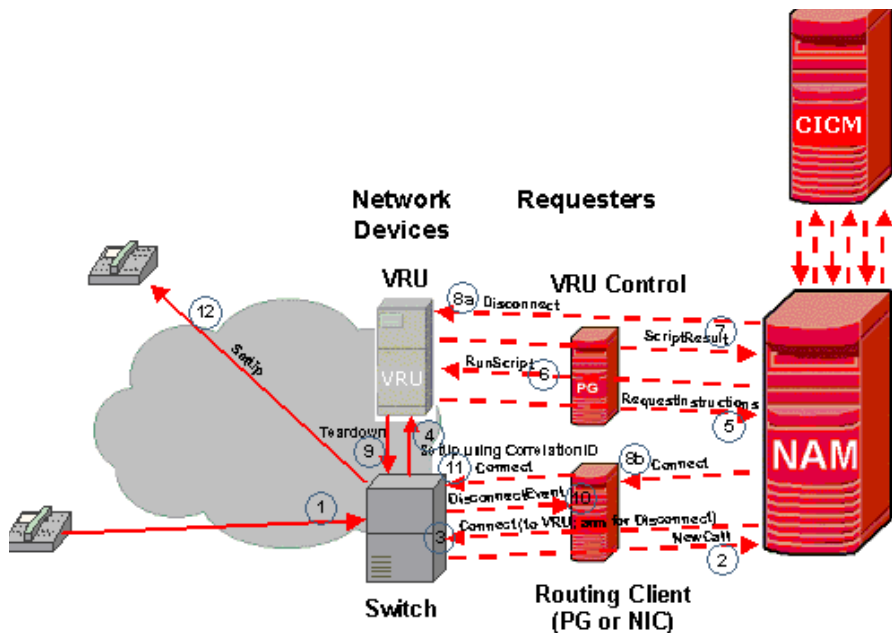 CICM
Network
Devices
Requesters
VRU
VRU Control
8a
Disconnect
7
ScriptResult
12
SetUp
VRU
RunScript
6
PG
RequestInstructions
5
NAM
Teardown
9
4
SetUp using CorrelationID
11
Connect
8b
Connect
DisconnectEvent
10
1
3
Connect(to VRU, arm for Disconnect)
NewCall
2
Switch
Routing Client
(PG or NIC)